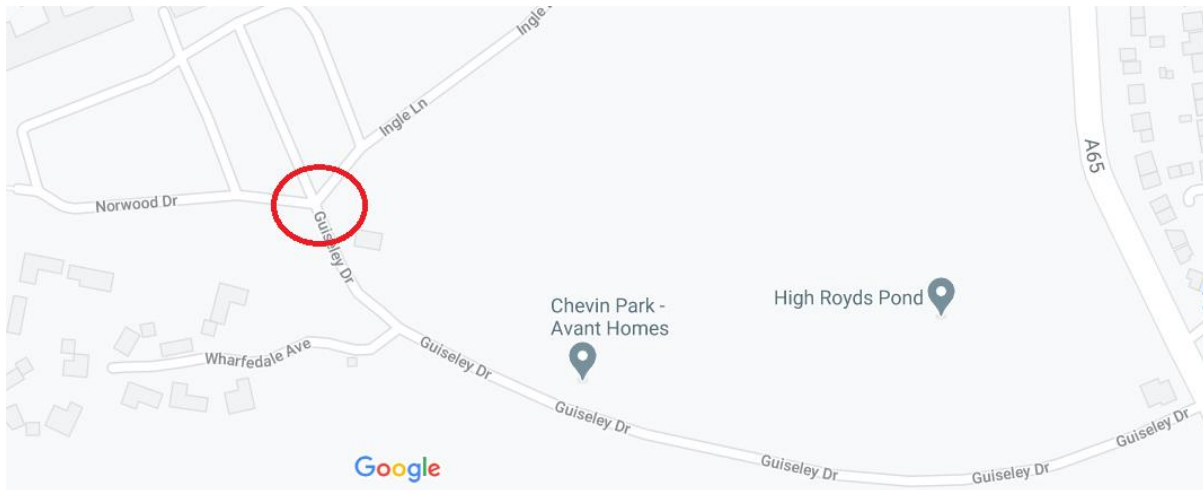 Ingle
Ingle Ln
A65
Norwood Dr
Guiseley Dr
High Royds Pond
Chevin Park -
Avant Homes
Wharfedale Ave
Guiseley Dr
Guiseley Dr
Guiseley Dr
Guiseley Dr
Guiseley Dr
Google